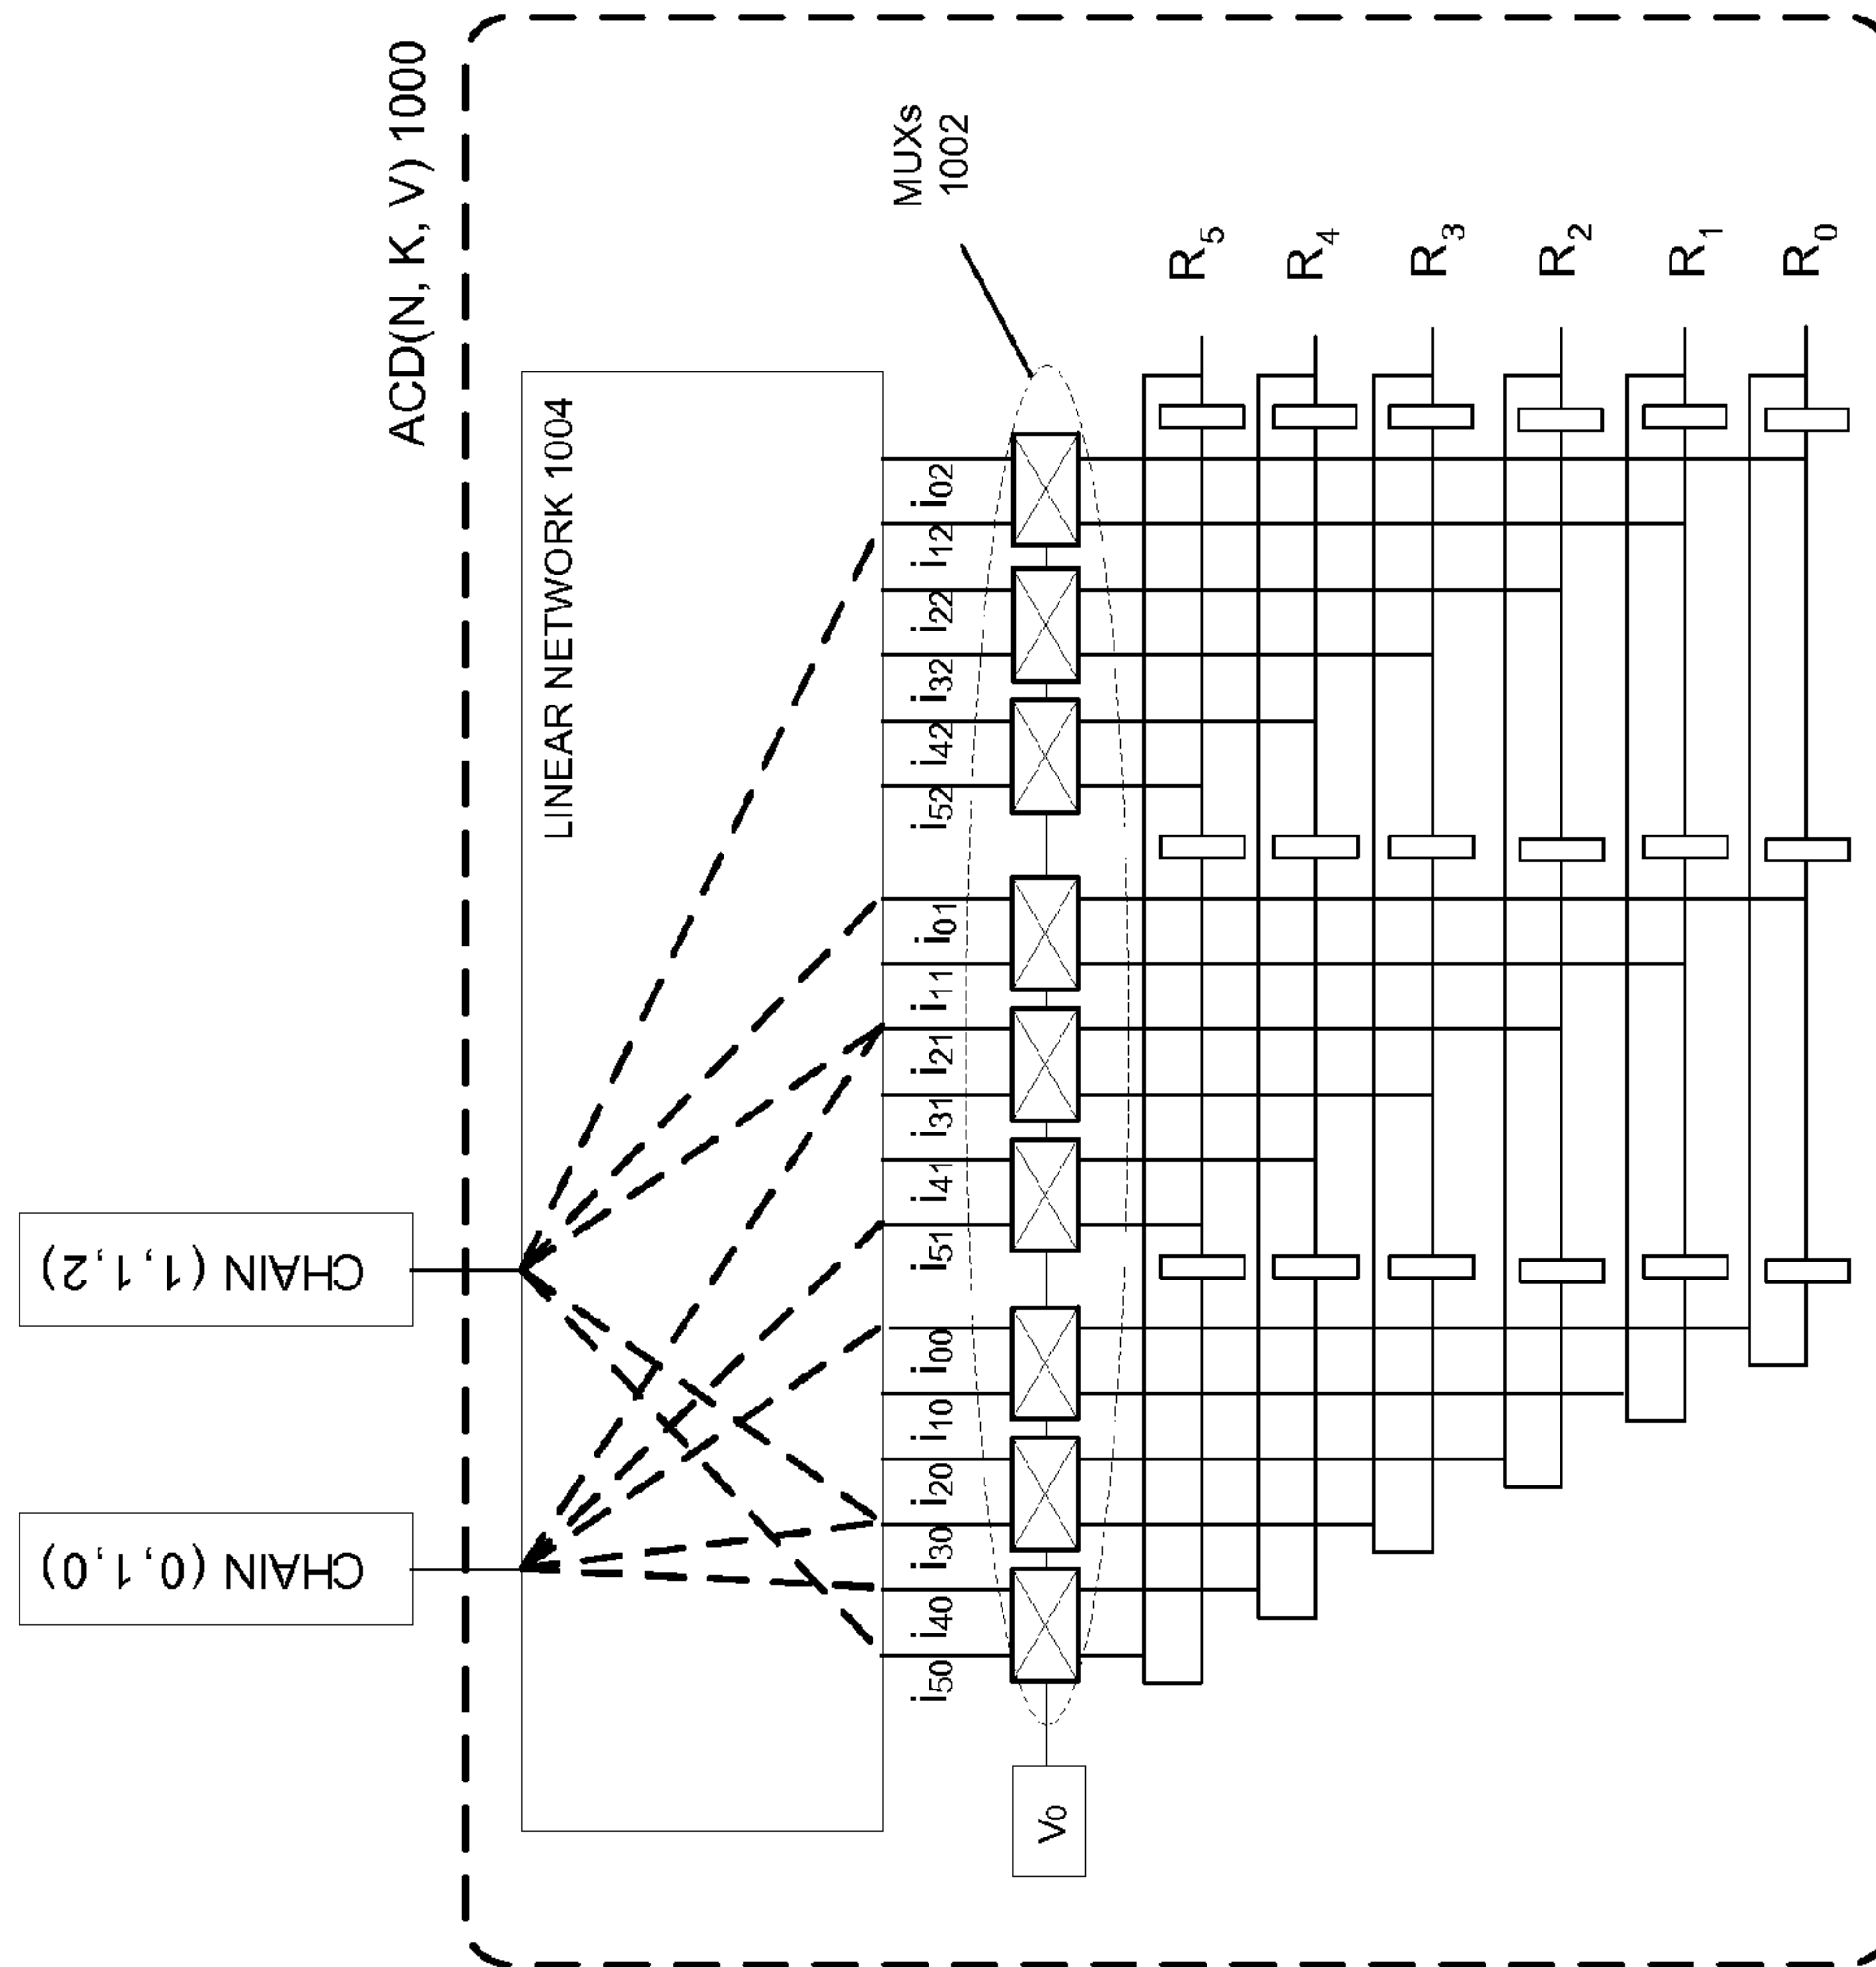 ACD(N, K, V) 1000
CHAIN (1,1,2)
CHAIN (0,1,0)
LINEAR NETWORK 1004
MUXs
1002
i02
i12
i22
i32
i42
i52
i01
i11
i21
i31
i41
i51
i00
i10
i20
i30
i40
i50
V0
R5
R4
R3
R2
R1
R0